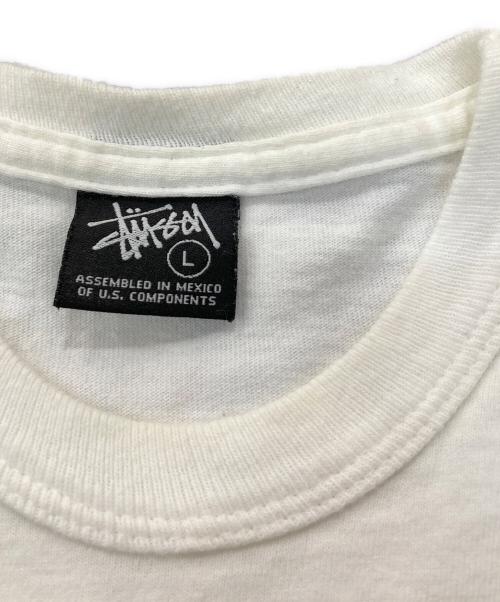 Stüssy
L
ASSEMBLED IN MEXICO
OF U.S. COMPONENTS